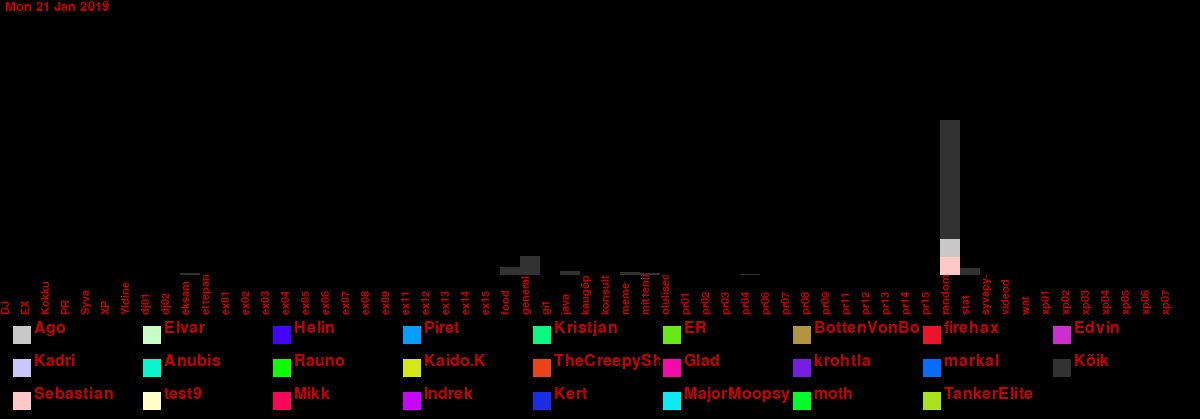 Mon 21 Jan 2019
DJ
EX
Kokku
PR
Syva
XP
Yldine
dj01
dj02
eksam
ettepan
ex01
ex02
ex03
ex04
ex05
ex06
ex07
ex08
ex09
ex11
ex12
ex13
ex14
ex15
food
general
git
java
kaugõp
konsult
meme
mitteinii
olulised
pr01
pr02
pr03
pr04
pr06
pr07
pr08
pr09
pr11
pr12
pr13
pr14
pr15
random
stat
syvapy-
videod
wat
xp01
xp02
xp03
xp04
xp05
xp06
xp07
Ago Elvar Helin Piret Kristjan ER BottenVonBo firehax Edvin
Kadri Anubis Rauno Kaido.K TheCreepySh Glad krohtla markal Kõik
Sebastian test9 Mikk Indrek Kert MajorMoopsy moth TankerElite